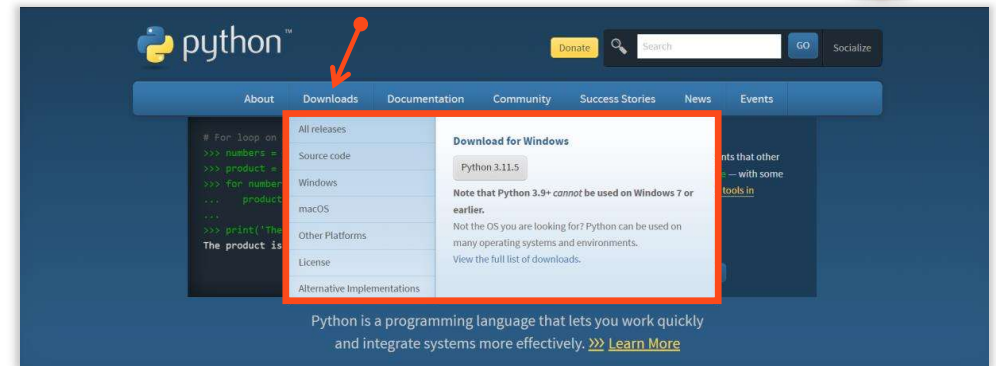 python™
Donate
Search
GO
Socialize
About Downloads Documentation Community Success Stories News Events
# For loop on
>>> numbers =
>>> product =
>>> for number
... product
...
>>> print('The
The product is
All releases
Source code
Windows
macOS
Other Platforms
License
Alternative Implementations
Download for Windows
Python 3.11.5
Note that Python 3.9+ cannot be used on Windows 7 or
earlier.
Not the OS you are looking for? Python can be used on
many operating systems and environments.
View the full list of downloads.
that other
— with some
tools in
Python is a programming language that lets you work quickly
and integrate systems more effectively. >>> Learn More